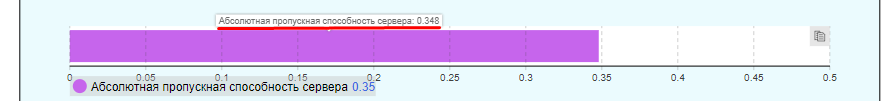 Абсолютная пропускная способность сервера: 0.348
0 0.05 0.1 0.15 0.2 0.25 0.3 0.35 0.4 0.45 0.5
Абсолютная пропускная способность сервера 0.35